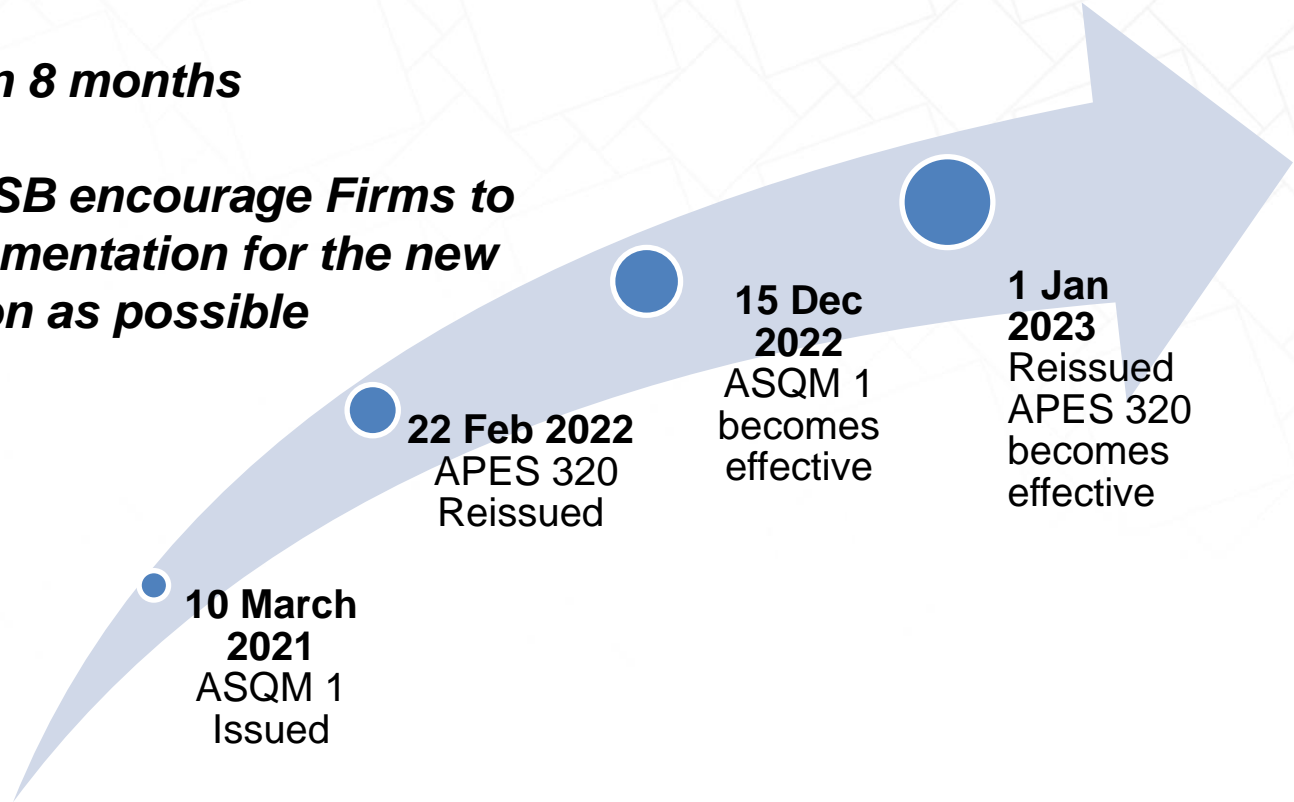 n 8 months
SB encourage Firms to
mentation for the new
on as possible
15 Dec
2022
ASQM 1
becomes
effective
1 Jan
2023
Reissued
APES 320
becomes
effective
22 Feb 2022
APES 320
Reissued
10 March
2021
ASQM 1
Issued